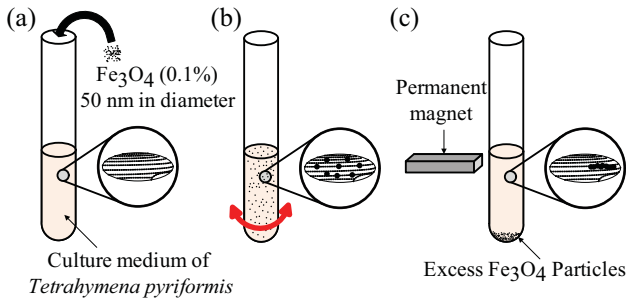 (a)
Fe₃O₄ (0.1%)
50 nm in diameter
Culture medium of
Tetrahymena pyriformis
(b)
(c)
Permanent
magnet
Excess Fe₃O₄ Particles